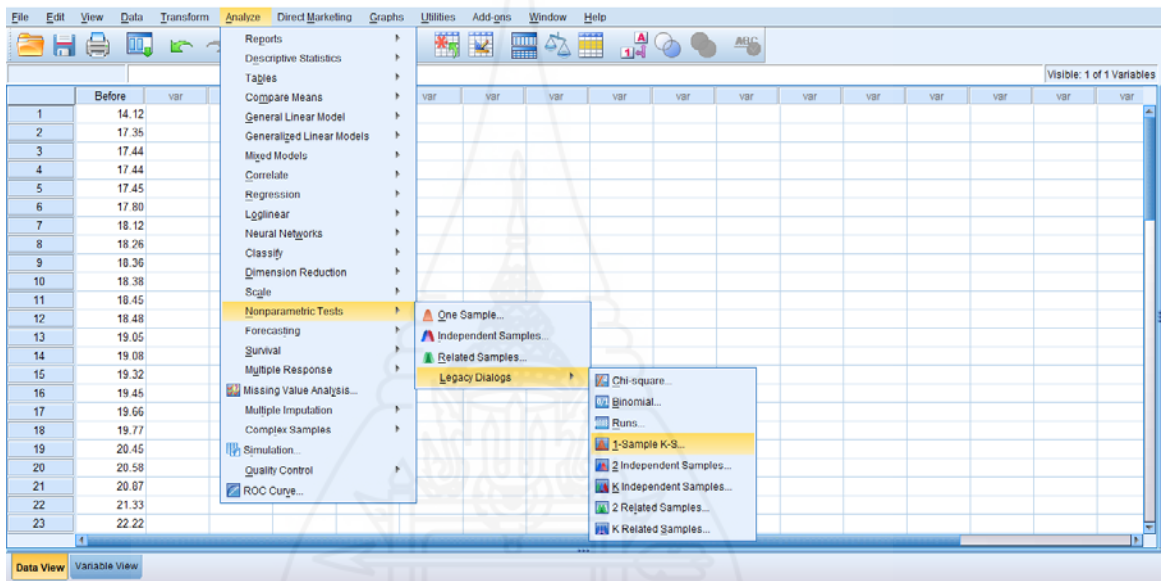 File Edit View Data Transform Analyze Direct Marketing Graphs Utilities Add-ons Window Help
Visible: 1 of 1 Variables
Before var var var var var var var var var var var var
1 14.12
2 17.35
3 17.44
4 17.44
5 17.45
6 17.80
7 18.12
8 18.26
9 18.36
10 18.38
11 18.45
12 18.48
13 19.05
14 19.08
15 19.32
16 19.45
17 19.66
18 19.77
19 20.45
20 20.58
21 20.87
22 21.33
23 22.22
Reports
Descriptive Statistics
Tables
Compare Means
General Linear Model
Generalized Linear Models
Mixed Models
Correlate
Regression
Loglinear
Neural Networks
Classify
Dimension Reduction
Scale
Nonparametric Tests
Forecasting
Survival
Multiple Response
Missing Value Analysis...
Multiple Imputation
Complex Samples
Simulation...
Quality Control
ROC Curve...
One Sample...
Independent Samples...
Related Samples...
Legacy Dialogs
Chi-square...
Binomial...
Runs...
1-Sample K-S...
2 Independent Samples...
K Independent Samples...
2 Related Samples...
K Related Samples...
Data View Variable View